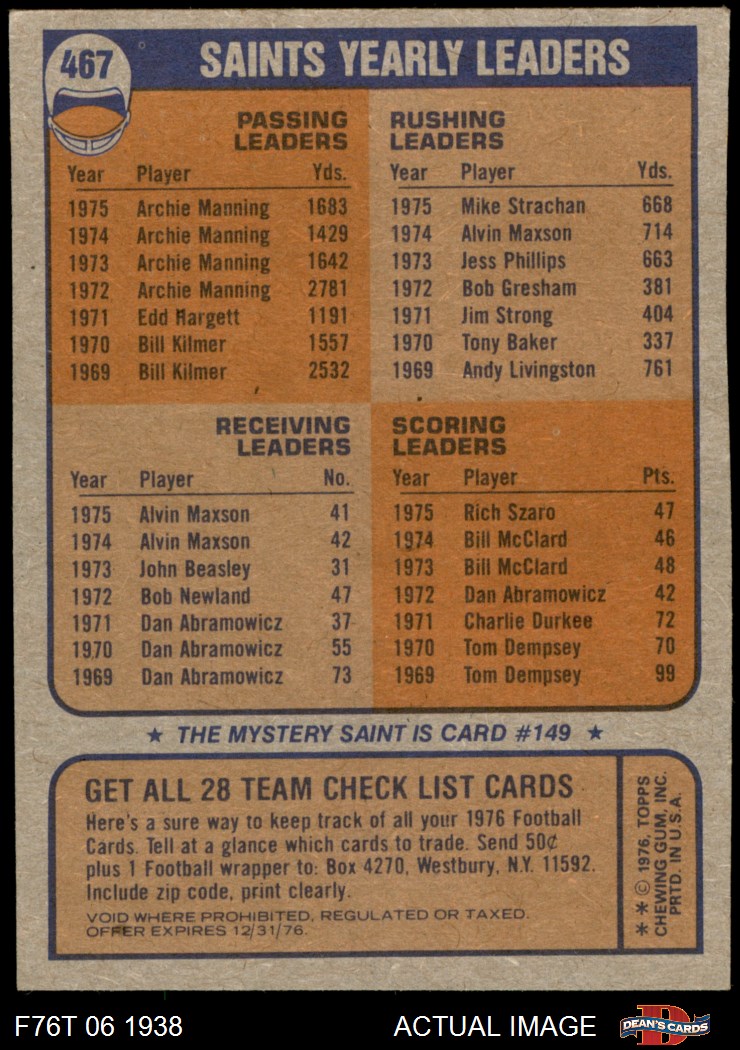 467
SAINTS YEARLY LEADERS
PASSING
LEADERS
Year Player Yds.
1975 Archie Manning 1683
1974 Archie Manning 1429
1973 Archie Manning 1642
1972 Archie Manning 2781
1971 Edd Hargett 1191
1970 Bill Kilmer 1557
1969 Bill Kilmer 2532
RUSHING
LEADERS
Year Player Yds.
1975 Mike Strachan 668
1974 Alvin Maxson 714
1973 Jess Phillips 663
1972 Bob Gresham 381
1971 Jim Strong 404
1970 Tony Baker 337
1969 Andy Livingston 761
RECEIVING
LEADERS
Year Player No.
1975 Alvin Maxson 41
1974 Alvin Maxson 42
1973 John Beasley 31
1972 Bob Newland 47
1971 Dan Abramowicz 37
1970 Dan Abramowicz 55
1969 Dan Abramowicz 73
SCORING
LEADERS
Year Player Pts.
1975 Rich Szaro 47
1974 Bill McClard 46
1973 Bill McClard 48
1972 Dan Abramowicz 42
1971 Charlie Durkee 72
1970 Tom Dempsey 70
1969 Tom Dempsey 99
★ THE MYSTERY SAINT IS CARD #149 ★
GET ALL 28 TEAM CHECK LIST CARDS
Here's a sure way to keep track of all your 1976 Football
Cards. Tell at a glance which cards to trade. Send 50¢
plus 1 Football wrapper to: Box 4270, Westbury, N.Y. 11592.
Include zip code, print clearly.
VOID WHERE PROHIBITED, REGULATED OR TAXED.
OFFER EXPIRES 12/31/76.
** © 1976, TOPPS
CHEWING GUM, INC.
PRTD. IN U.S.A.
F76T 06 1938
ACTUAL IMAGE
D
DEAN'S CARDS